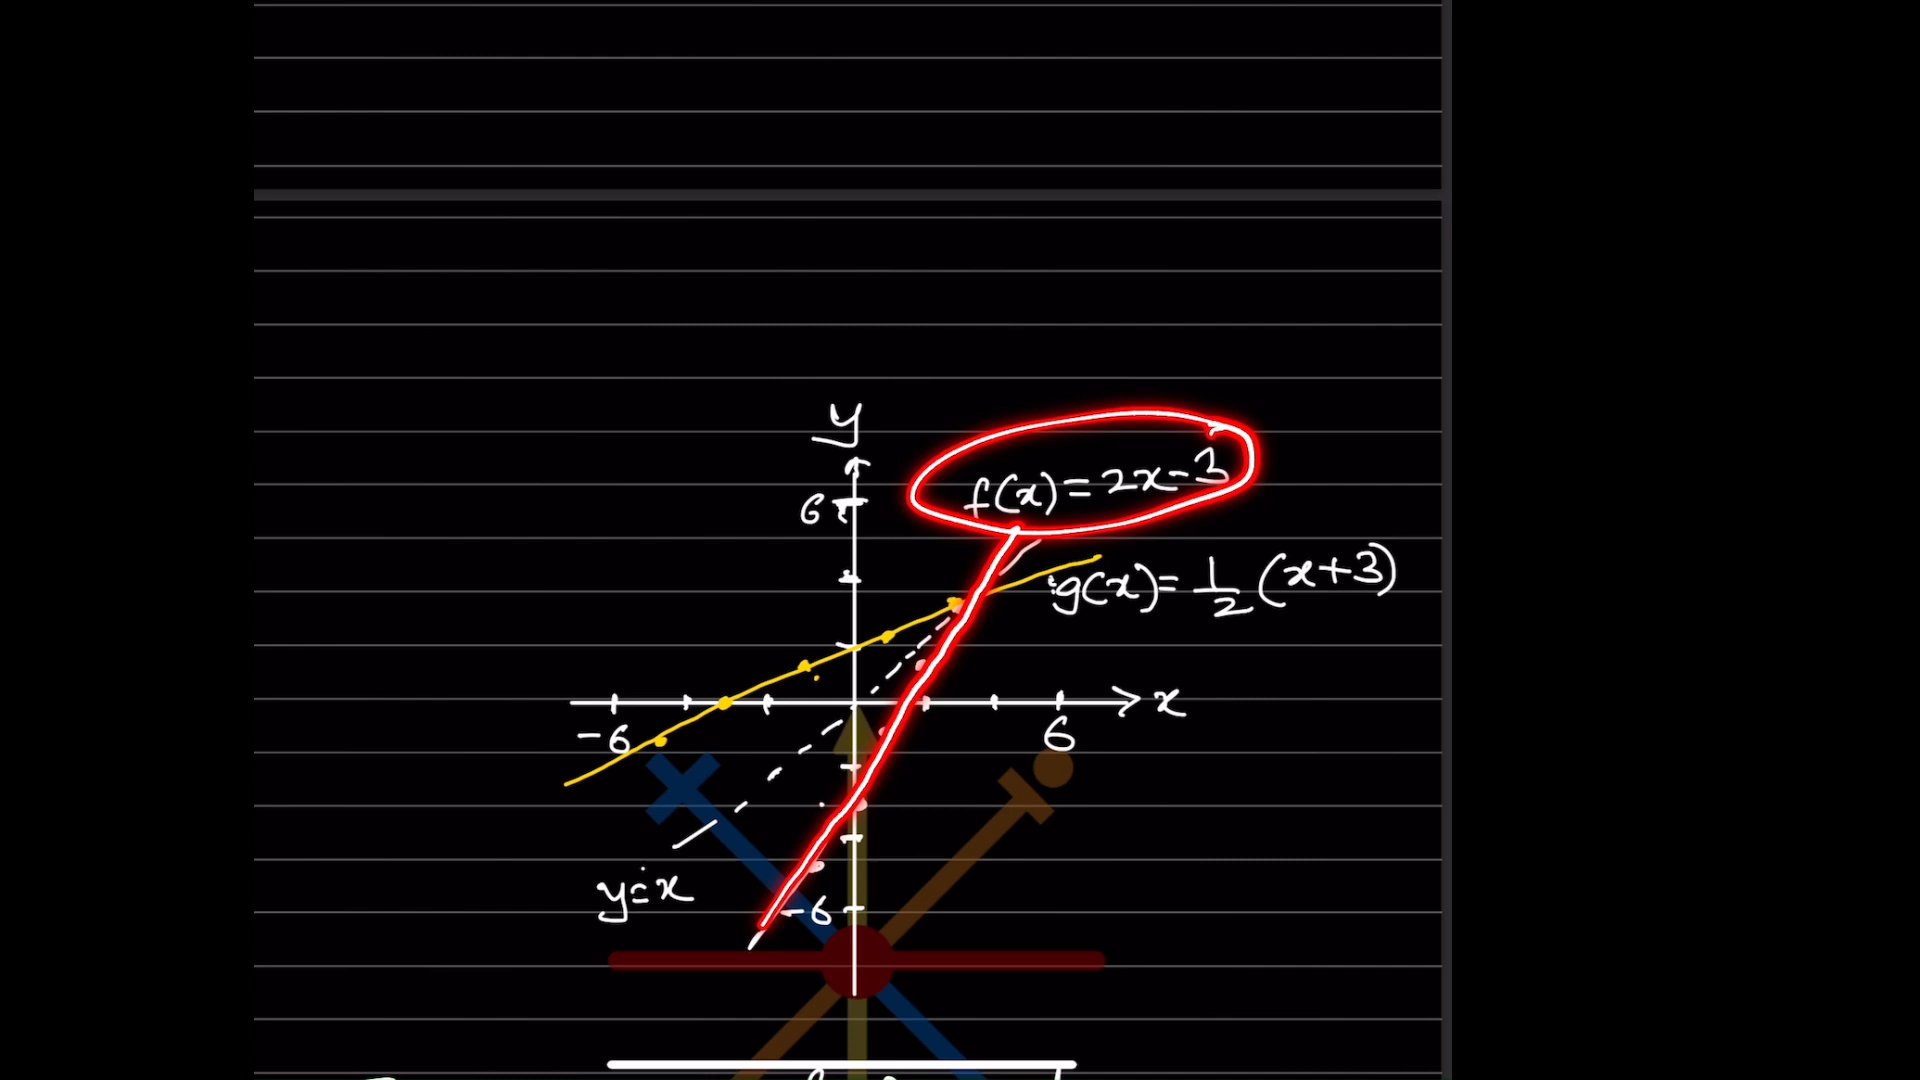 y
f(x) = 2x-3
6
g(x) = 1/2 (x+3)
x
-6
6
y=x
-6